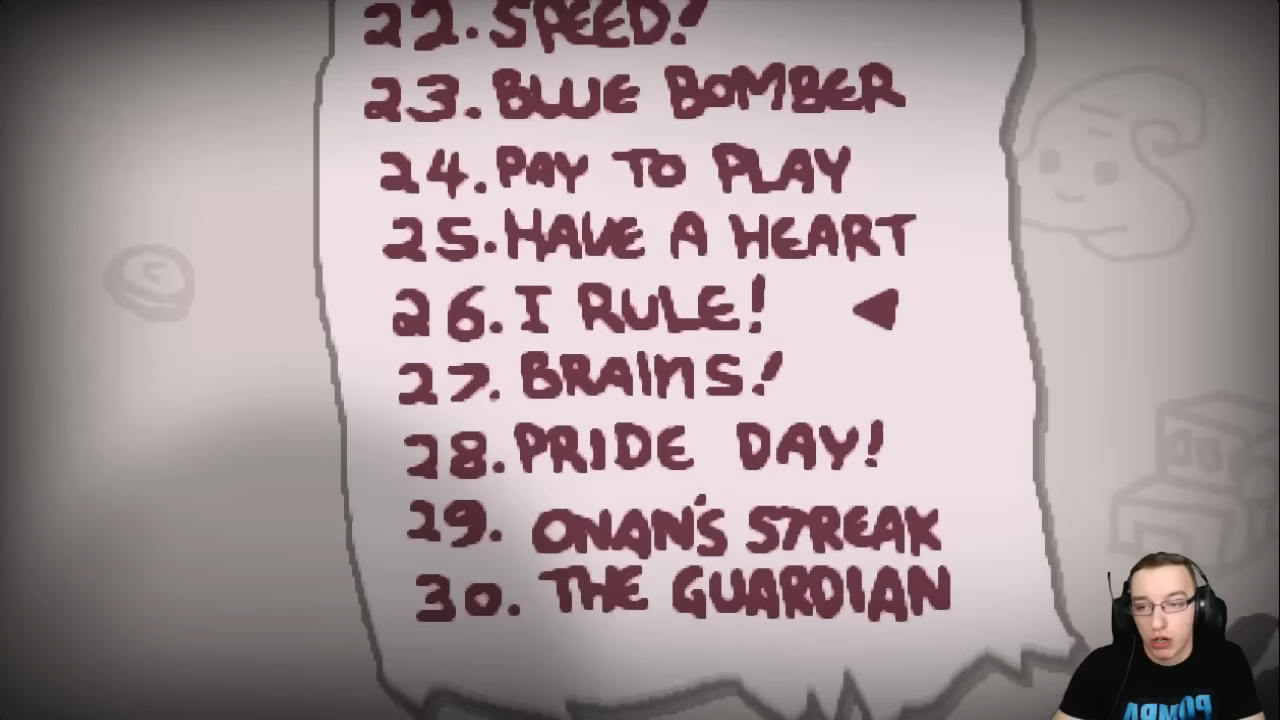 22. SPEED!
23. BLUE BOMBER
24. PAY TO PLAY
25. HAVE A HEART
26. I RULE!
27. BRAINS!
28. PRIDE DAY!
29. ONAN'S STREAK
30. THE GUARDIAN